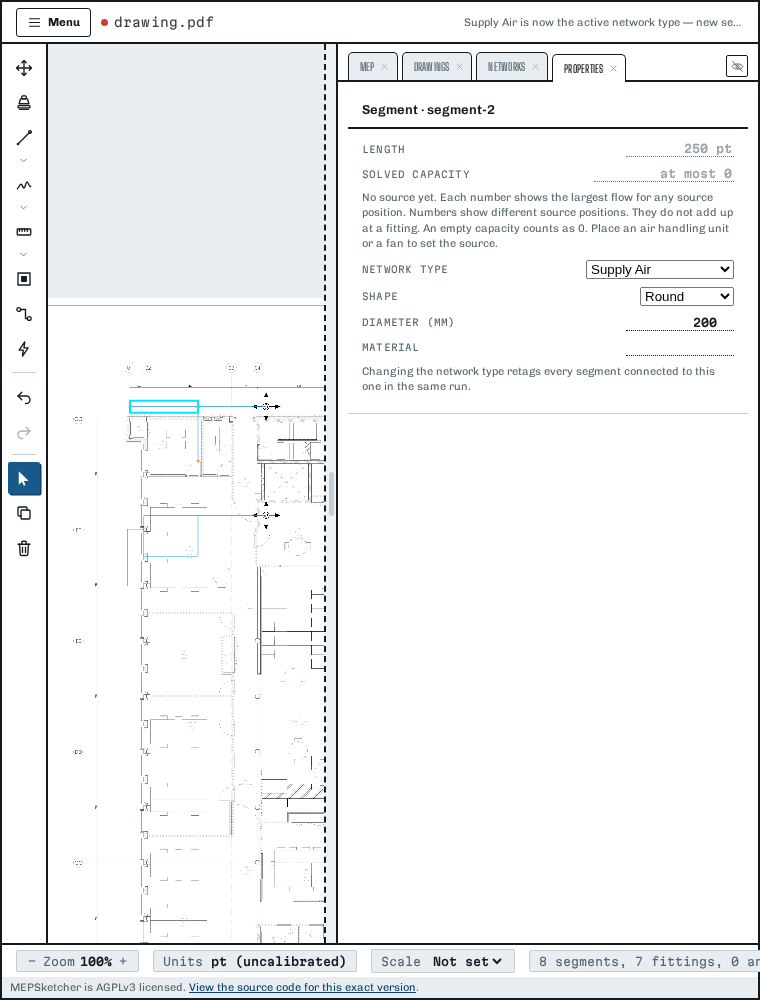 Menu
drawing.pdf
Supply Air is now the active network type — new se…
MEP
DRAWINGS
NETWORKS
PROPERTIES
Segment · segment-2
LENGTH 250 pt
SOLVED CAPACITY at most 0
No source yet. Each number shows the largest flow for any source
position. Numbers show different source positions. They do not add up
at a fitting. An empty capacity counts as 0. Place an air handling unit
or a fan to set the source.
NETWORK TYPE Supply Air
SHAPE Round
DIAMETER (MM) 200
MATERIAL
Changing the network type retags every segment connected to this
one in the same run.
− Zoom 100% +
Units pt (uncalibrated)
Scale Not set
8 segments, 7 fittings, 0 
MEPSketcher is AGPLv3 licensed. View the source code for this exact version.